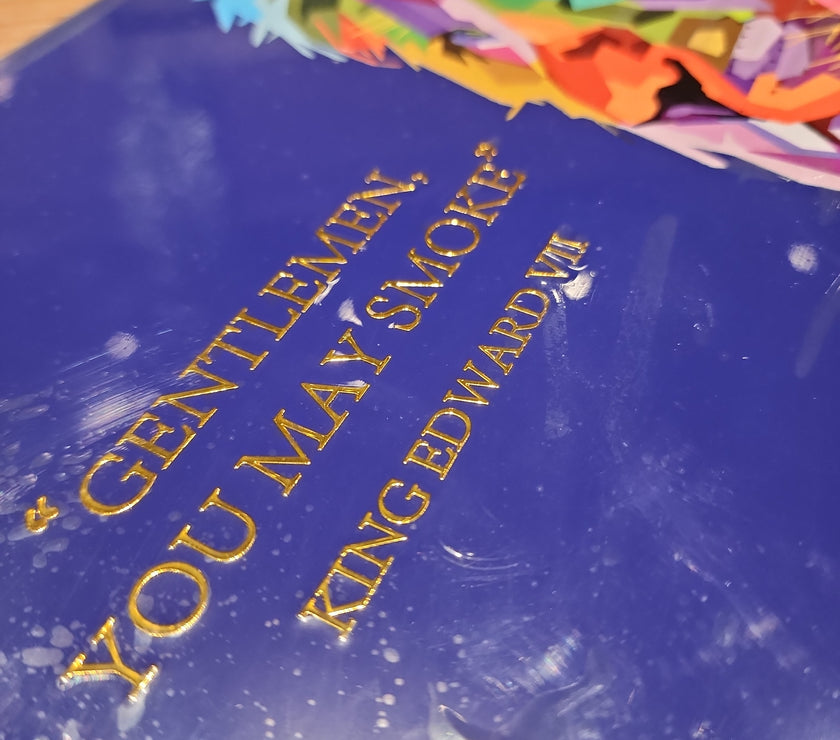 “ GENTLEMEN,
YOU MAY SMOKE“
KING EDWARD VII